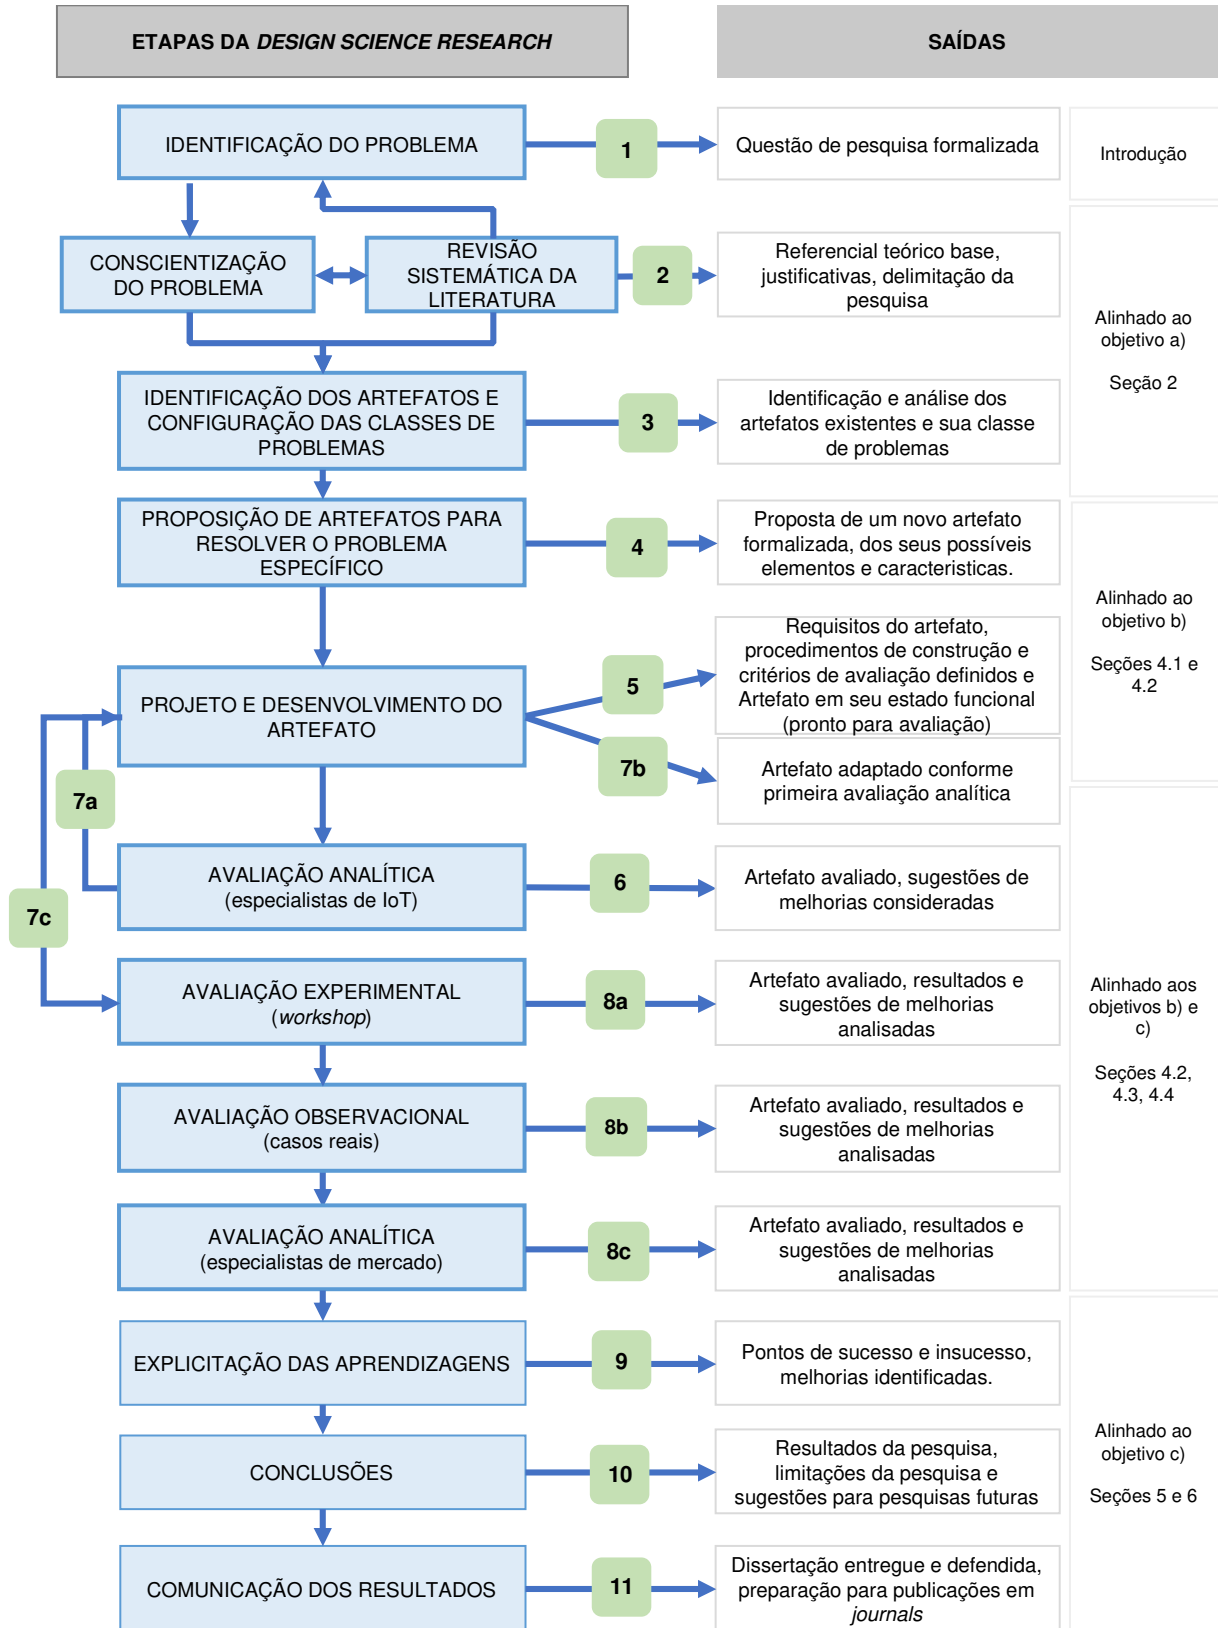 ETAPAS DA DESIGN SCIENCE RESEARCH
SAÍDAS
IDENTIFICAÇÃO DO PROBLEMA
1
Questão de pesquisa formalizada
Introdução
CONSCIENTIZAÇÃO
DO PROBLEMA
REVISÃO
SISTEMÁTICA DA
LITERATURA
2
Referencial teórico base,
justificativas, delimitação da
pesquisa
Alinhado ao
objetivo a)
Seção 2
IDENTIFICAÇÃO DOS ARTEFATOS E
CONFIGURAÇÃO DAS CLASSES DE
PROBLEMAS
3
Identificação e análise dos
artefatos existentes e sua classe
de problemas
PROPOSIÇÃO DE ARTEFATOS PARA
RESOLVER O PROBLEMA
ESPECÍFICO
4
Proposta de um novo artefato
formalizada, dos seus possíveis
elementos e caracteristicas.
Alinhado ao
objetivo b)
Seções 4.1 e
4.2
PROJETO E DESENVOLVIMENTO DO
ARTEFATO
5
Requisitos do artefato,
procedimentos de construção e
critérios de avaliação definidos e
Artefato em seu estado funcional
(pronto para avaliação)
7b
Artefato adaptado conforme
primeira avaliação analítica
7a
7c
AVALIAÇÃO ANALÍTICA
(especialistas de IoT)
6
Artefato avaliado, sugestões de
melhorias consideradas
AVALIAÇÃO EXPERIMENTAL
(workshop)
8a
Artefato avaliado, resultados e
sugestões de melhorias
analisadas
Alinhado aos
objetivos b) e
c)
Seções 4.2,
4.3, 4.4
AVALIAÇÃO OBSERVACIONAL
(casos reais)
8b
Artefato avaliado, resultados e
sugestões de melhorias
analisadas
AVALIAÇÃO ANALÍTICA
(especialistas de mercado)
8c
Artefato avaliado, resultados e
sugestões de melhorias
analisadas
EXPLICITAÇÃO DAS APRENDIZAGENS
9
Pontos de sucesso e insucesso,
melhorias identificadas.
CONCLUSÕES
10
Resultados da pesquisa,
limitações da pesquisa e
sugestões para pesquisas futuras
Alinhado ao
objetivo c)
Seções 5 e 6
COMUNICAÇÃO DOS RESULTADOS
11
Dissertação entregue e defendida,
preparação para publicações em
journals